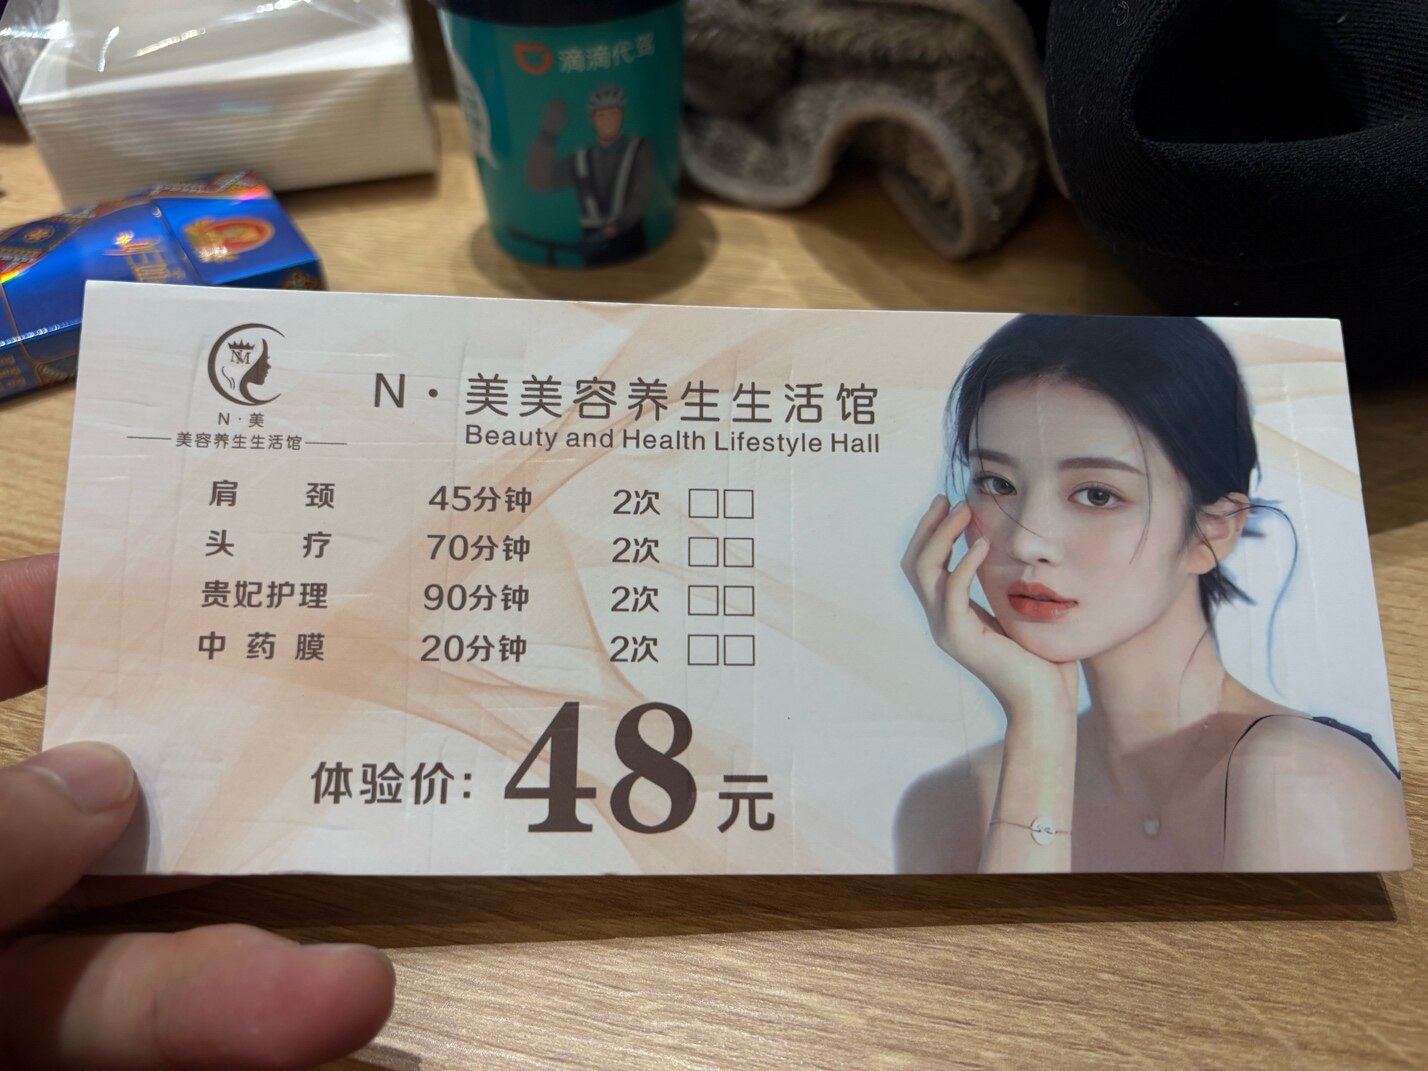 滴滴代驾
NM
N·美
美容养生生活馆
N·美美容养生生活馆
Beauty and Health Lifestyle Hall
肩 颈 45分钟 2次 □□
头 疗 70分钟 2次 □□
贵妃护理 90分钟 2次 □□
中药膜 20分钟 2次 □□
体验价: 48元